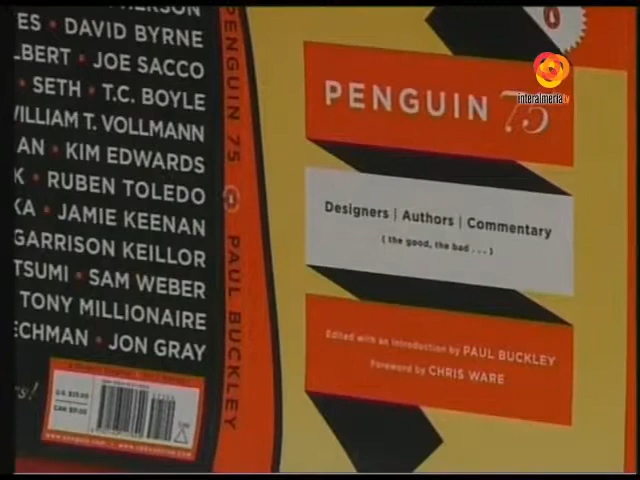 ERSON
ES • DAVID BYRNE
LBERT • JOE SACCO
• SETH • T.C. BOYLE
WILLIAM T. VOLLMANN
AN • KIM EDWARDS
K • RUBEN TOLEDO
KA • JAMIE KEENAN
GARRISON KEILLOR
TSUMI • SAM WEBER
TONY MILLIONAIRE
ECHMAN • JON GRAY
PENGUIN 75 PAUL BUCKLEY
interalmeria tv
PENGUIN 75
Designers | Authors | Commentary
(the good, the bad . . .)
Edited with an Introduction by PAUL BUCKLEY
Foreword by CHRIS WARE